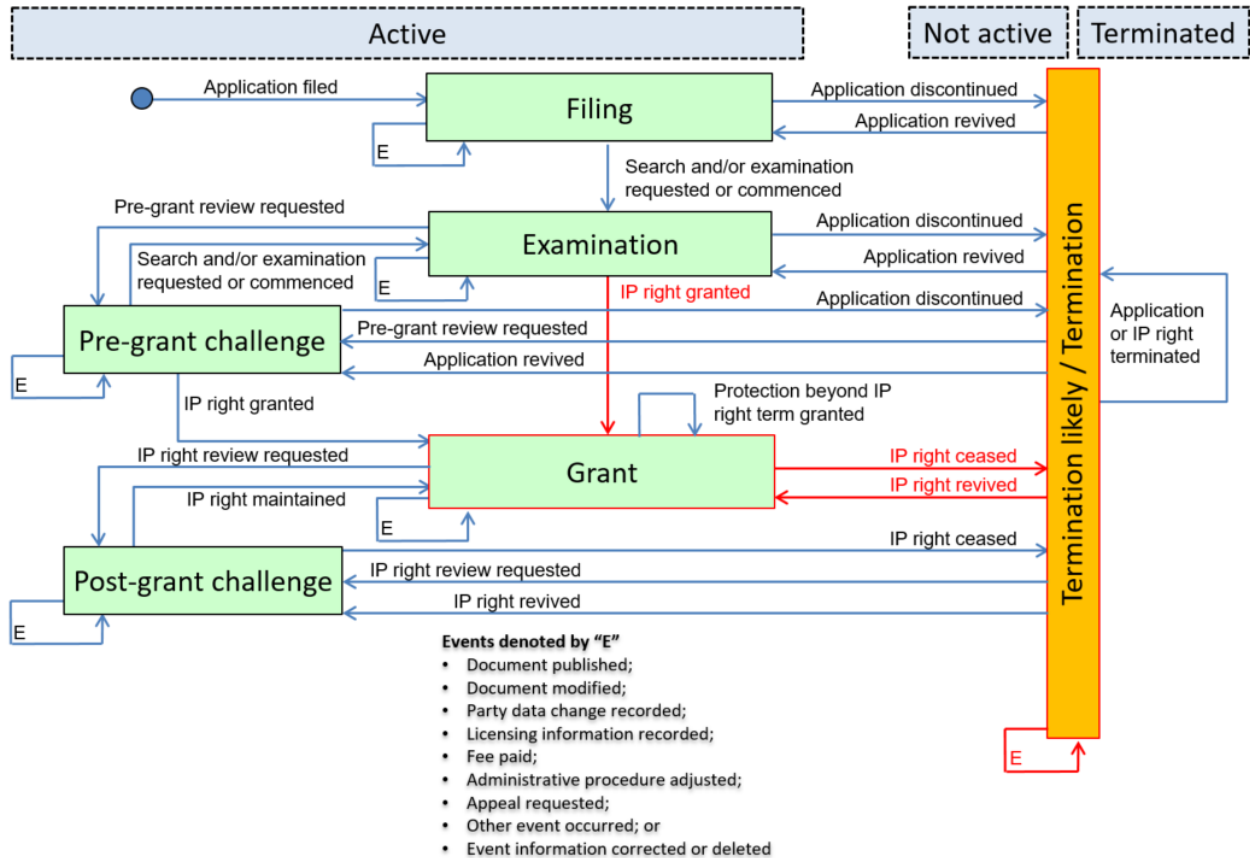 Active
Not active
Terminated
Application filed
Filing
Application discontinued
Application revived
E
Search and/or examination
requested or commenced
Pre-grant review requested
Examination
Application discontinued
Application revived
Search and/or examination
requested or commenced
E
IP right granted
Application discontinued
Pre-grant challenge
Pre-grant review requested
Application revived
E
Application
or IP right
terminated
Termination likely / Termination
IP right granted
Protection beyond IP
right term granted
IP right review requested
Grant
IP right ceased
IP right revived
IP right maintained
E
IP right ceased
Post-grant challenge
IP right review requested
IP right revived
E
Events denoted by “E”
• Document published;
• Document modified;
• Party data change recorded;
• Licensing information recorded;
• Fee paid;
• Administrative procedure adjusted;
• Appeal requested;
• Other event occurred; or
• Event information corrected or deleted
E